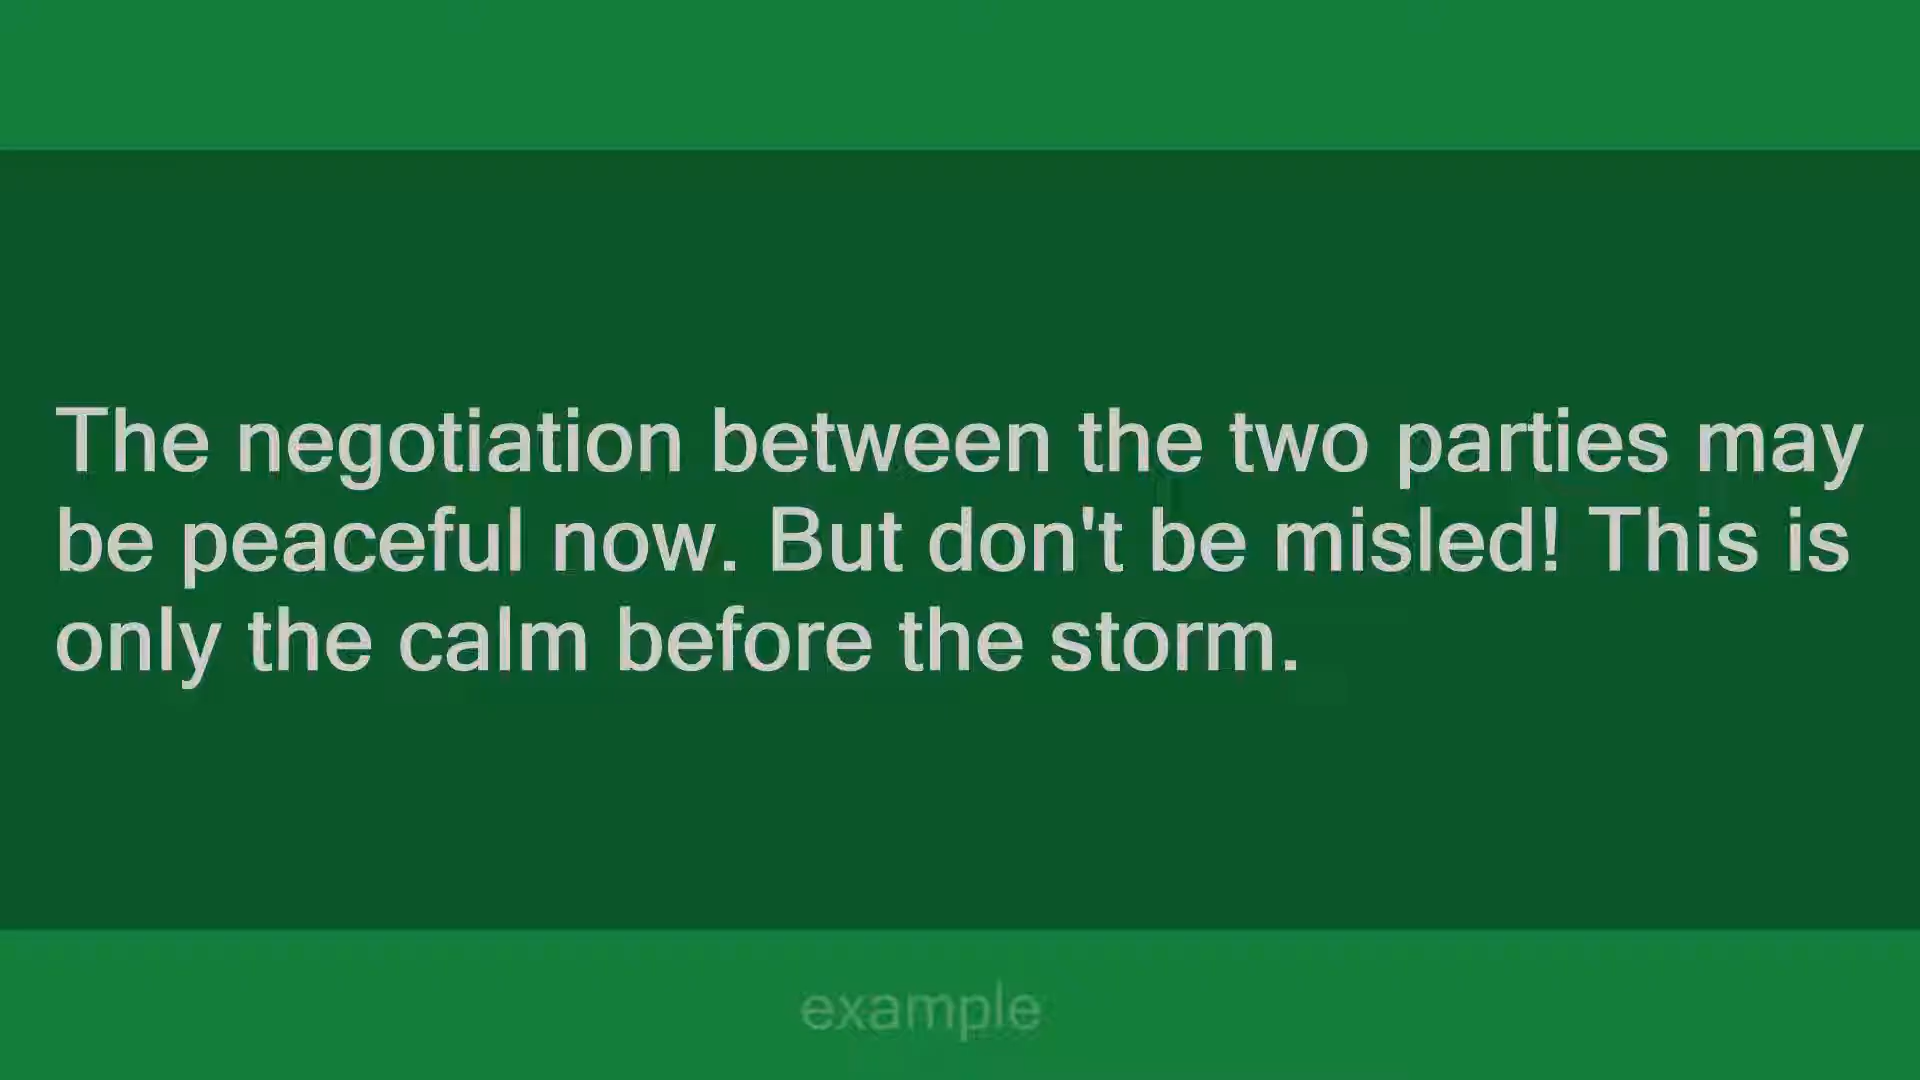 The negotiation between the two parties may
be peaceful now. But don't be misled! This is
only the calm before the storm.
example